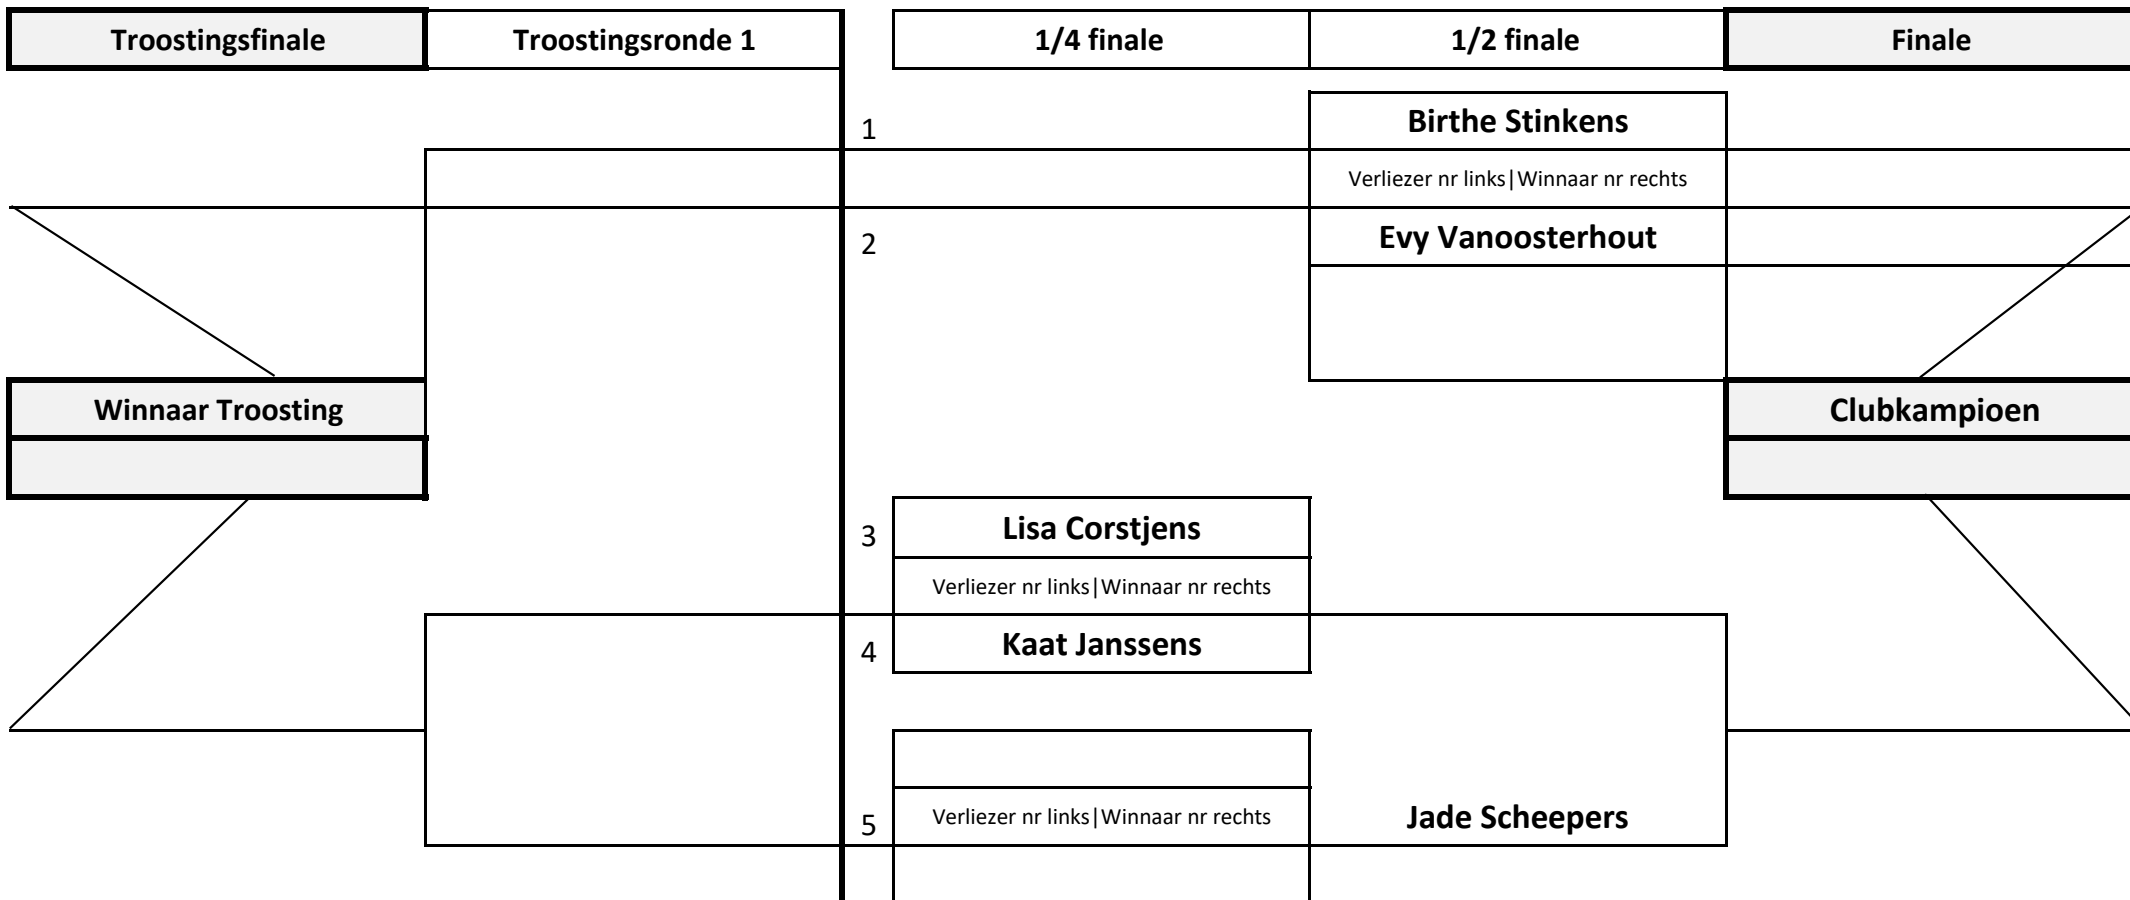 Troostingsfinale Troostingsronde 1 1/4 finale 1/2 finale Finale
1 Birthe Stinkens
Verliezer nr links|Winnaar nr rechts
2 Evy Vanoosterhout
Winnaar Troosting Clubkampioen
3 Lisa Corstjens
Verliezer nr links|Winnaar nr rechts
4 Kaat Janssens
5 Verliezer nr links|Winnaar nr rechts Jade Scheepers